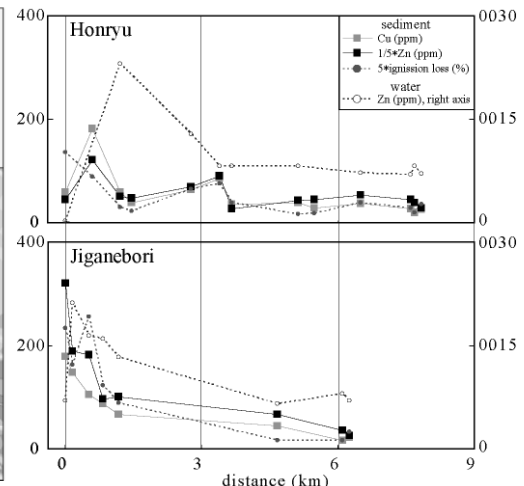 400
200
0
Honryu
sediment
Cu (ppm)
1/5*Zn (ppm)
5*ignission loss (%)
water
Zn (ppm), right axis
0030
0015
0
400
200
0
Jiganebori
0030
0015
0
0 3 6 9
distance (km)